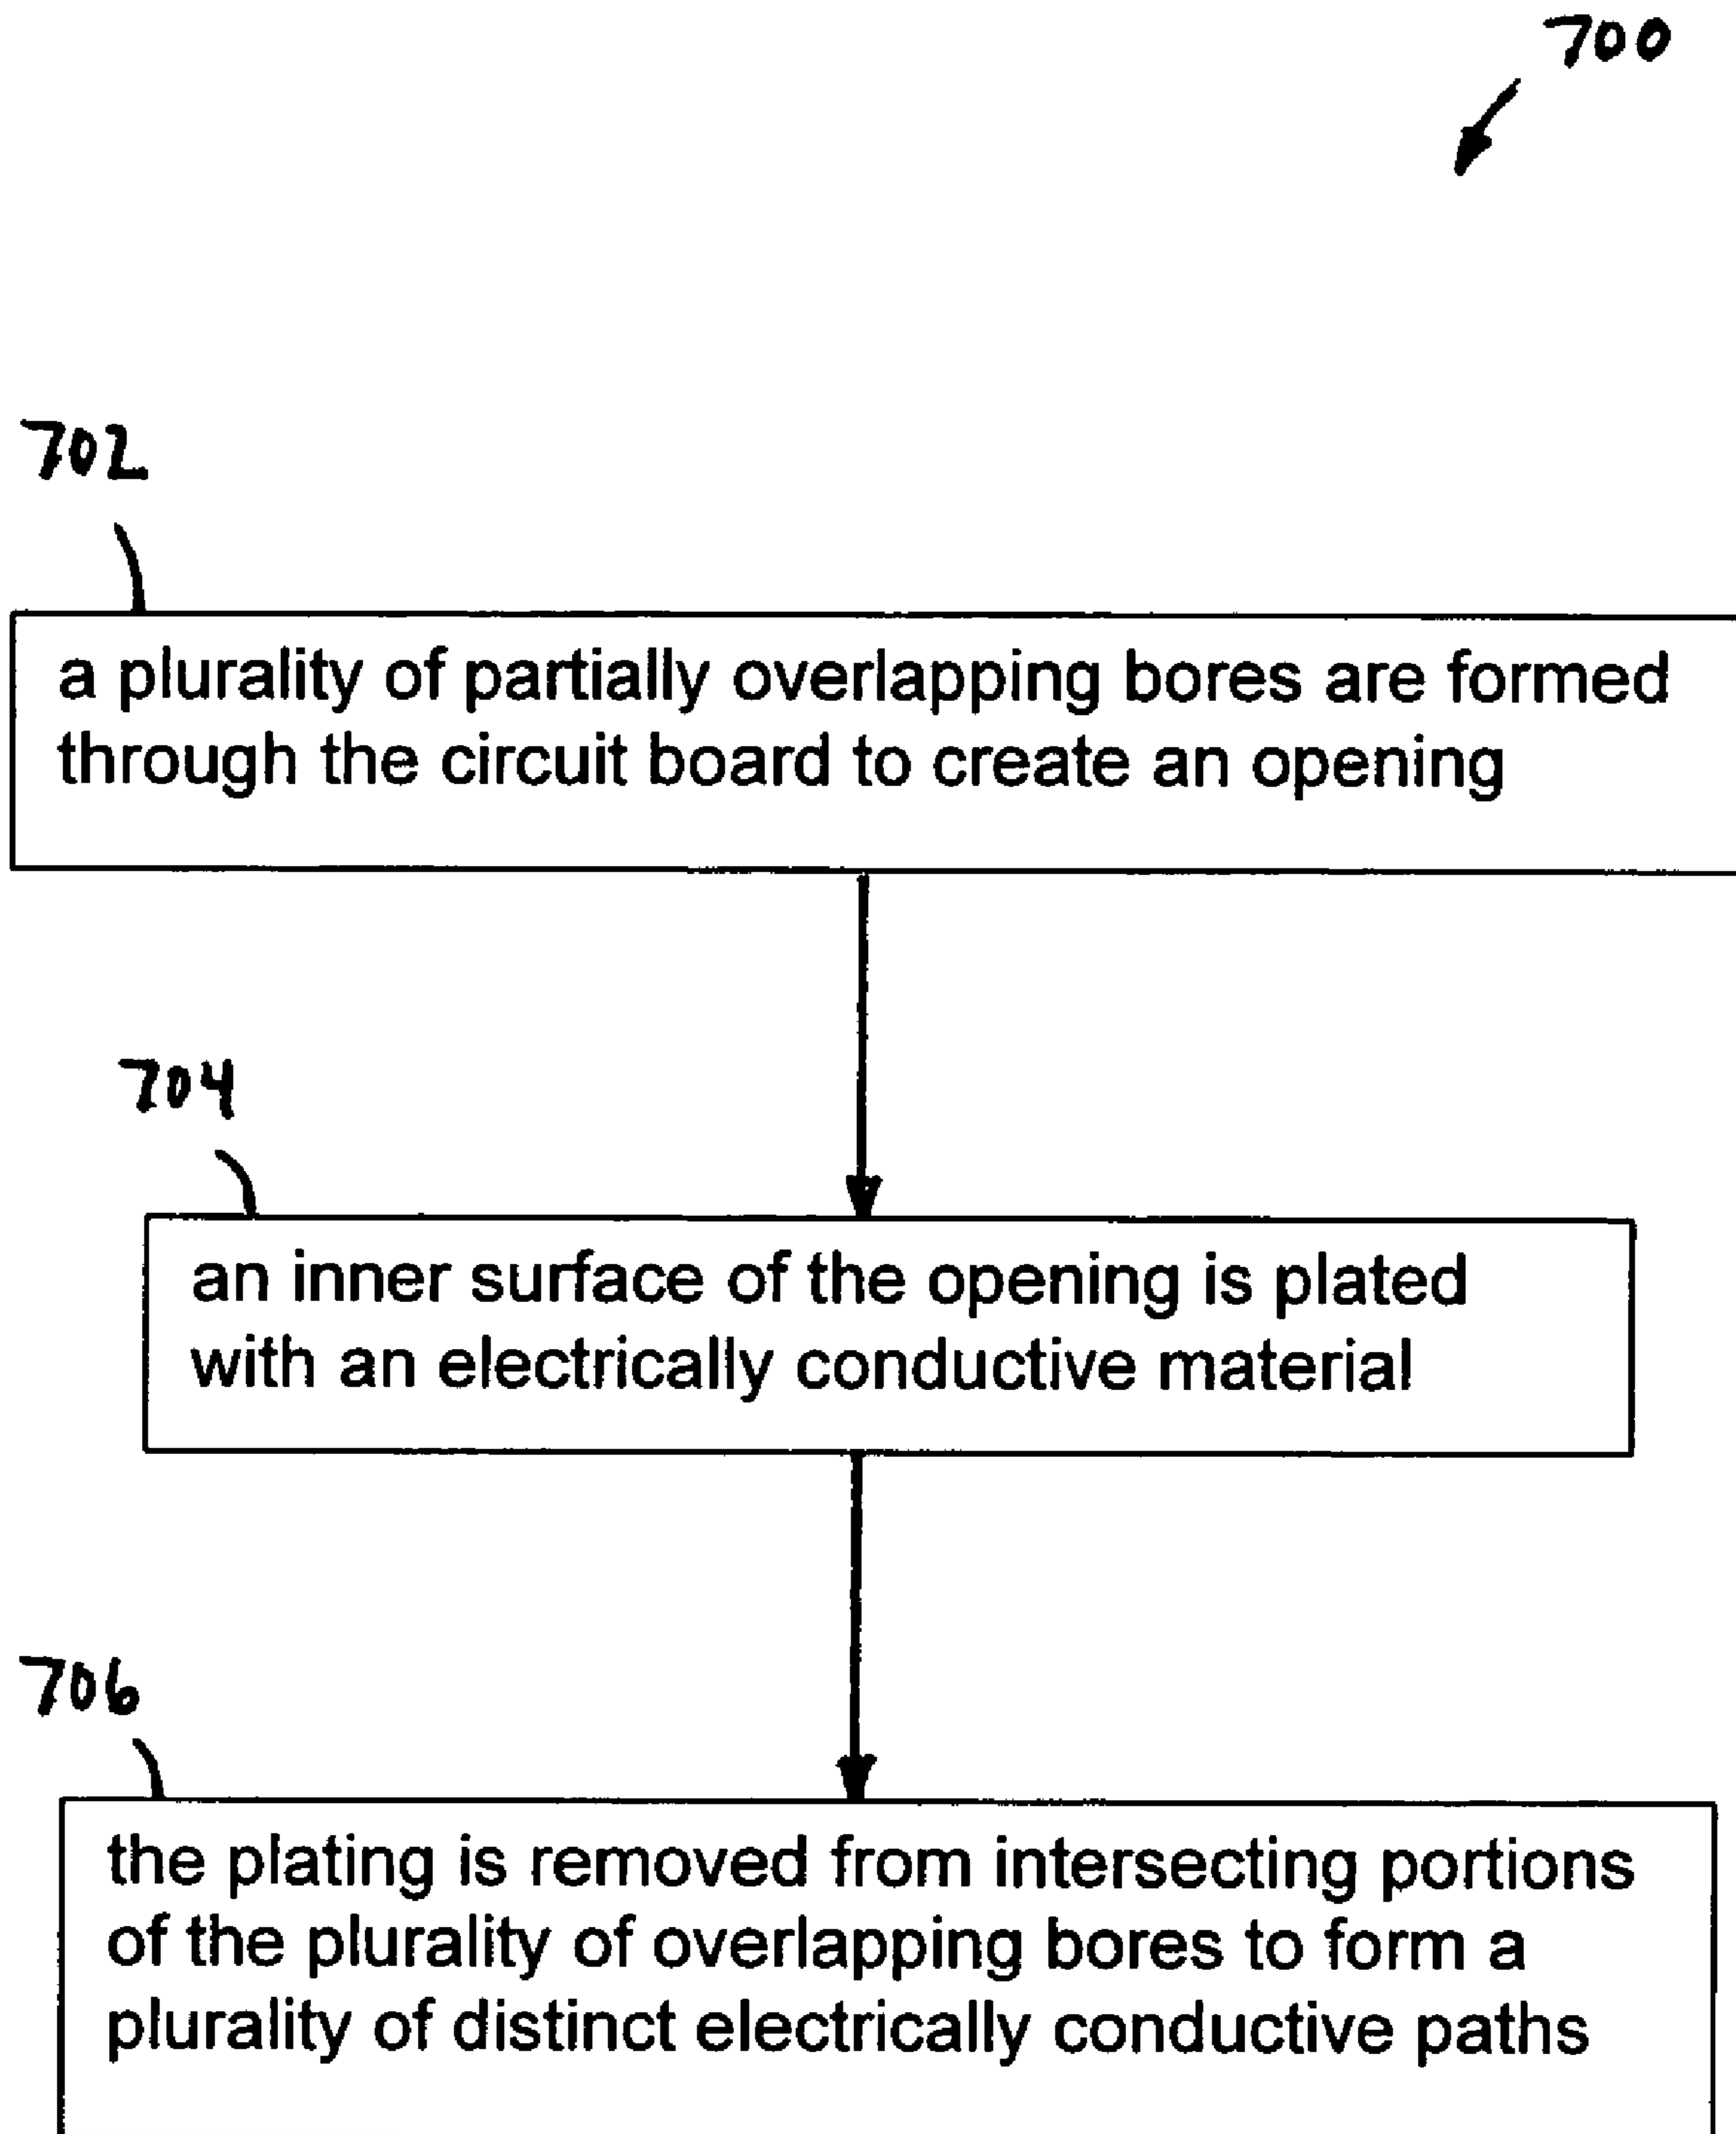 700
702
a plurality of partially overlapping bores are formed
through the circuit board to create an opening
704
an inner surface of the opening is plated
with an electrically conductive material
706
the plating is removed from intersecting portions
of the plurality of overlapping bores to form a
plurality of distinct electrically conductive paths